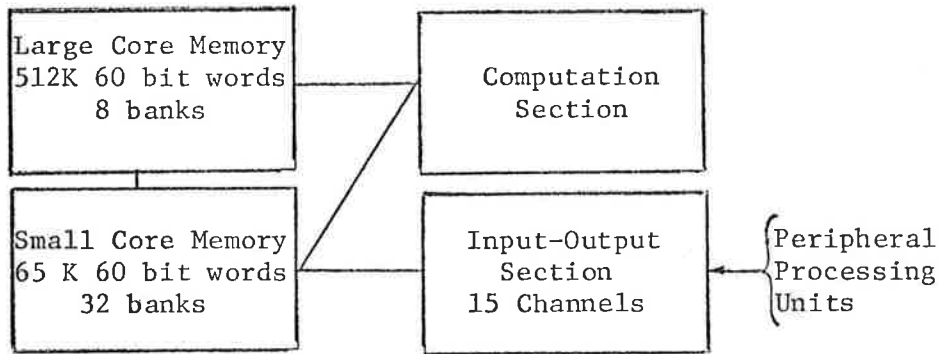 Large Core Memory
512K 60 bit words
8 banks
Computation
Section
Small Core Memory
65 K 60 bit words
32 banks
Input-Output
Section
15 Channels
Peripheral
Processing
Units